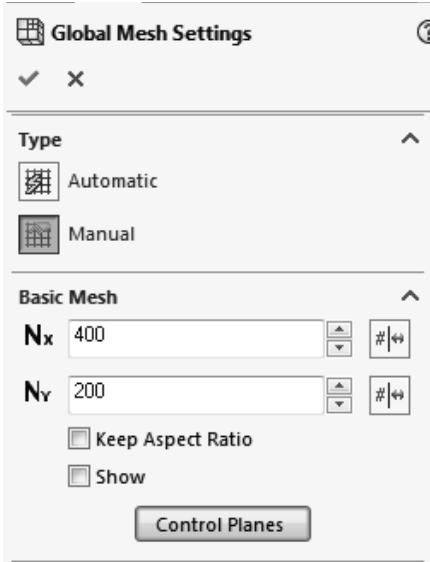 Global Mesh Settings
Type
Automatic
Manual
Basic Mesh
Nx 400
NY 200
Keep Aspect Ratio
Show
Control Planes